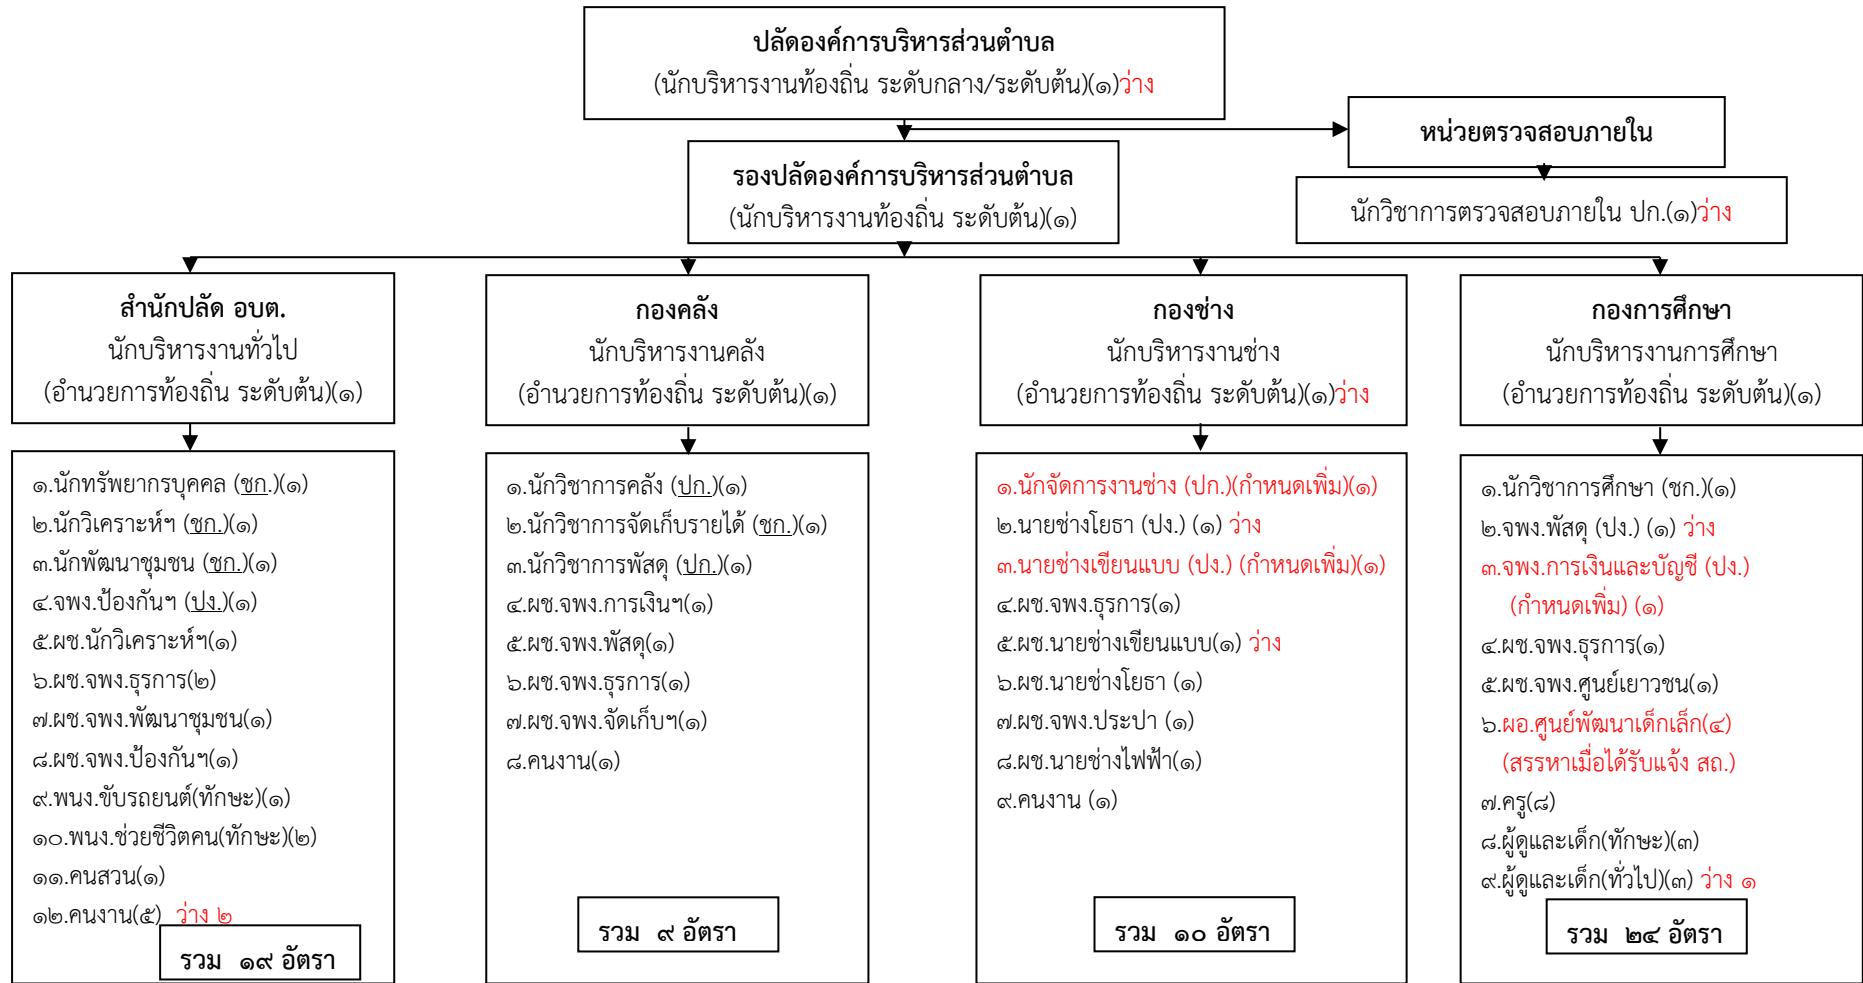 ปลัดองค์การบริหารส่วนตำบล
(นักบริหารงานท้องถิ่น ระดับกลาง/ระดับต้น)(๑)ว่าง
หน่วยตรวจสอบภายใน
นักวิชาการตรวจสอบภายใน ปก.(๑)ว่าง
รองปลัดองค์การบริหารส่วนตำบล
(นักบริหารงานท้องถิ่น ระดับต้น)(๑)
สำนักปลัด อบต.
นักบริหารงานทั่วไป
(อำนวยการท้องถิ่น ระดับต้น)(๑)
๑.นักทรัพยากรบุคคล (ชก.)(๑)
๒.นักวิเคราะห์ฯ (ชก.)(๑)
๓.นักพัฒนาชุมชน (ชก.)(๑)
๔.จพง.ป้องกันฯ (ปง.)(๑)
๕.ผช.นักวิเคราะห์ฯ(๑)
๖.ผช.จพง.ธุรการ(๒)
๗.ผช.จพง.พัฒนาชุมชน(๑)
๘.ผช.จพง.ป้องกันฯ(๑)
๙.พนง.ขับรถยนต์(ทักษะ)(๑)
๑๐.พนง.ช่วยชีวิตคน(ทักษะ)(๒)
๑๑.คนสวน(๑)
๑๒.คนงาน(๕) ว่าง ๒
รวม ๑๙ อัตรา
กองคลัง
นักบริหารงานคลัง
(อำนวยการท้องถิ่น ระดับต้น)(๑)
๑.นักวิชาการคลัง (ปก.)(๑)
๒.นักวิชาการจัดเก็บรายได้ (ชก.)(๑)
๓.นักวิชาการพัสดุ (ปก.)(๑)
๔.ผช.จพง.การเงินฯ(๑)
๕.ผช.จพง.พัสดุ(๑)
๖.ผช.จพง.ธุรการ(๑)
๗.ผช.จพง.จัดเก็บฯ(๑)
๘.คนงาน(๑)
รวม ๙ อัตรา
กองช่าง
นักบริหารงานช่าง
(อำนวยการท้องถิ่น ระดับต้น)(๑)ว่าง
๑.นักจัดการงานช่าง (ปก.)(กำหนดเพิ่ม)(๑)
๒.นายช่างโยธา (ปง.) (๑) ว่าง
๓.นายช่างเขียนแบบ (ปง.) (กำหนดเพิ่ม)(๑)
๔.ผช.จพง.ธุรการ(๑)
๕.ผช.นายช่างเขียนแบบ(๑) ว่าง
๖.ผช.นายช่างโยธา (๑)
๗.ผช.จพง.ประปา (๑)
๘.ผช.นายช่างไฟฟ้า(๑)
๙.คนงาน (๑)
รวม ๑๐ อัตรา
กองการศึกษา
นักบริหารงานการศึกษา
(อำนวยการท้องถิ่น ระดับต้น)(๑)
๑.นักวิชาการศึกษา (ชก.)(๑)
๒.จพง.พัสดุ (ปง.) (๑) ว่าง
๓.จพง.การเงินและบัญชี (ปง.)
(กำหนดเพิ่ม) (๑)
๔.ผช.จพง.ธุรการ(๑)
๕.ผช.จพง.ศูนย์เยาวชน(๑)
๖.ผอ.ศูนย์พัฒนาเด็กเล็ก(๔)
(สรรหาเมื่อได้รับแจ้ง สถ.)
๗.ครู(๘)
๘.ผู้ดูและเด็ก(ทักษะ)(๓)
๙.ผู้ดูและเด็ก(ทั่วไป)(๓) ว่าง ๑
รวม ๒๔ อัตรา